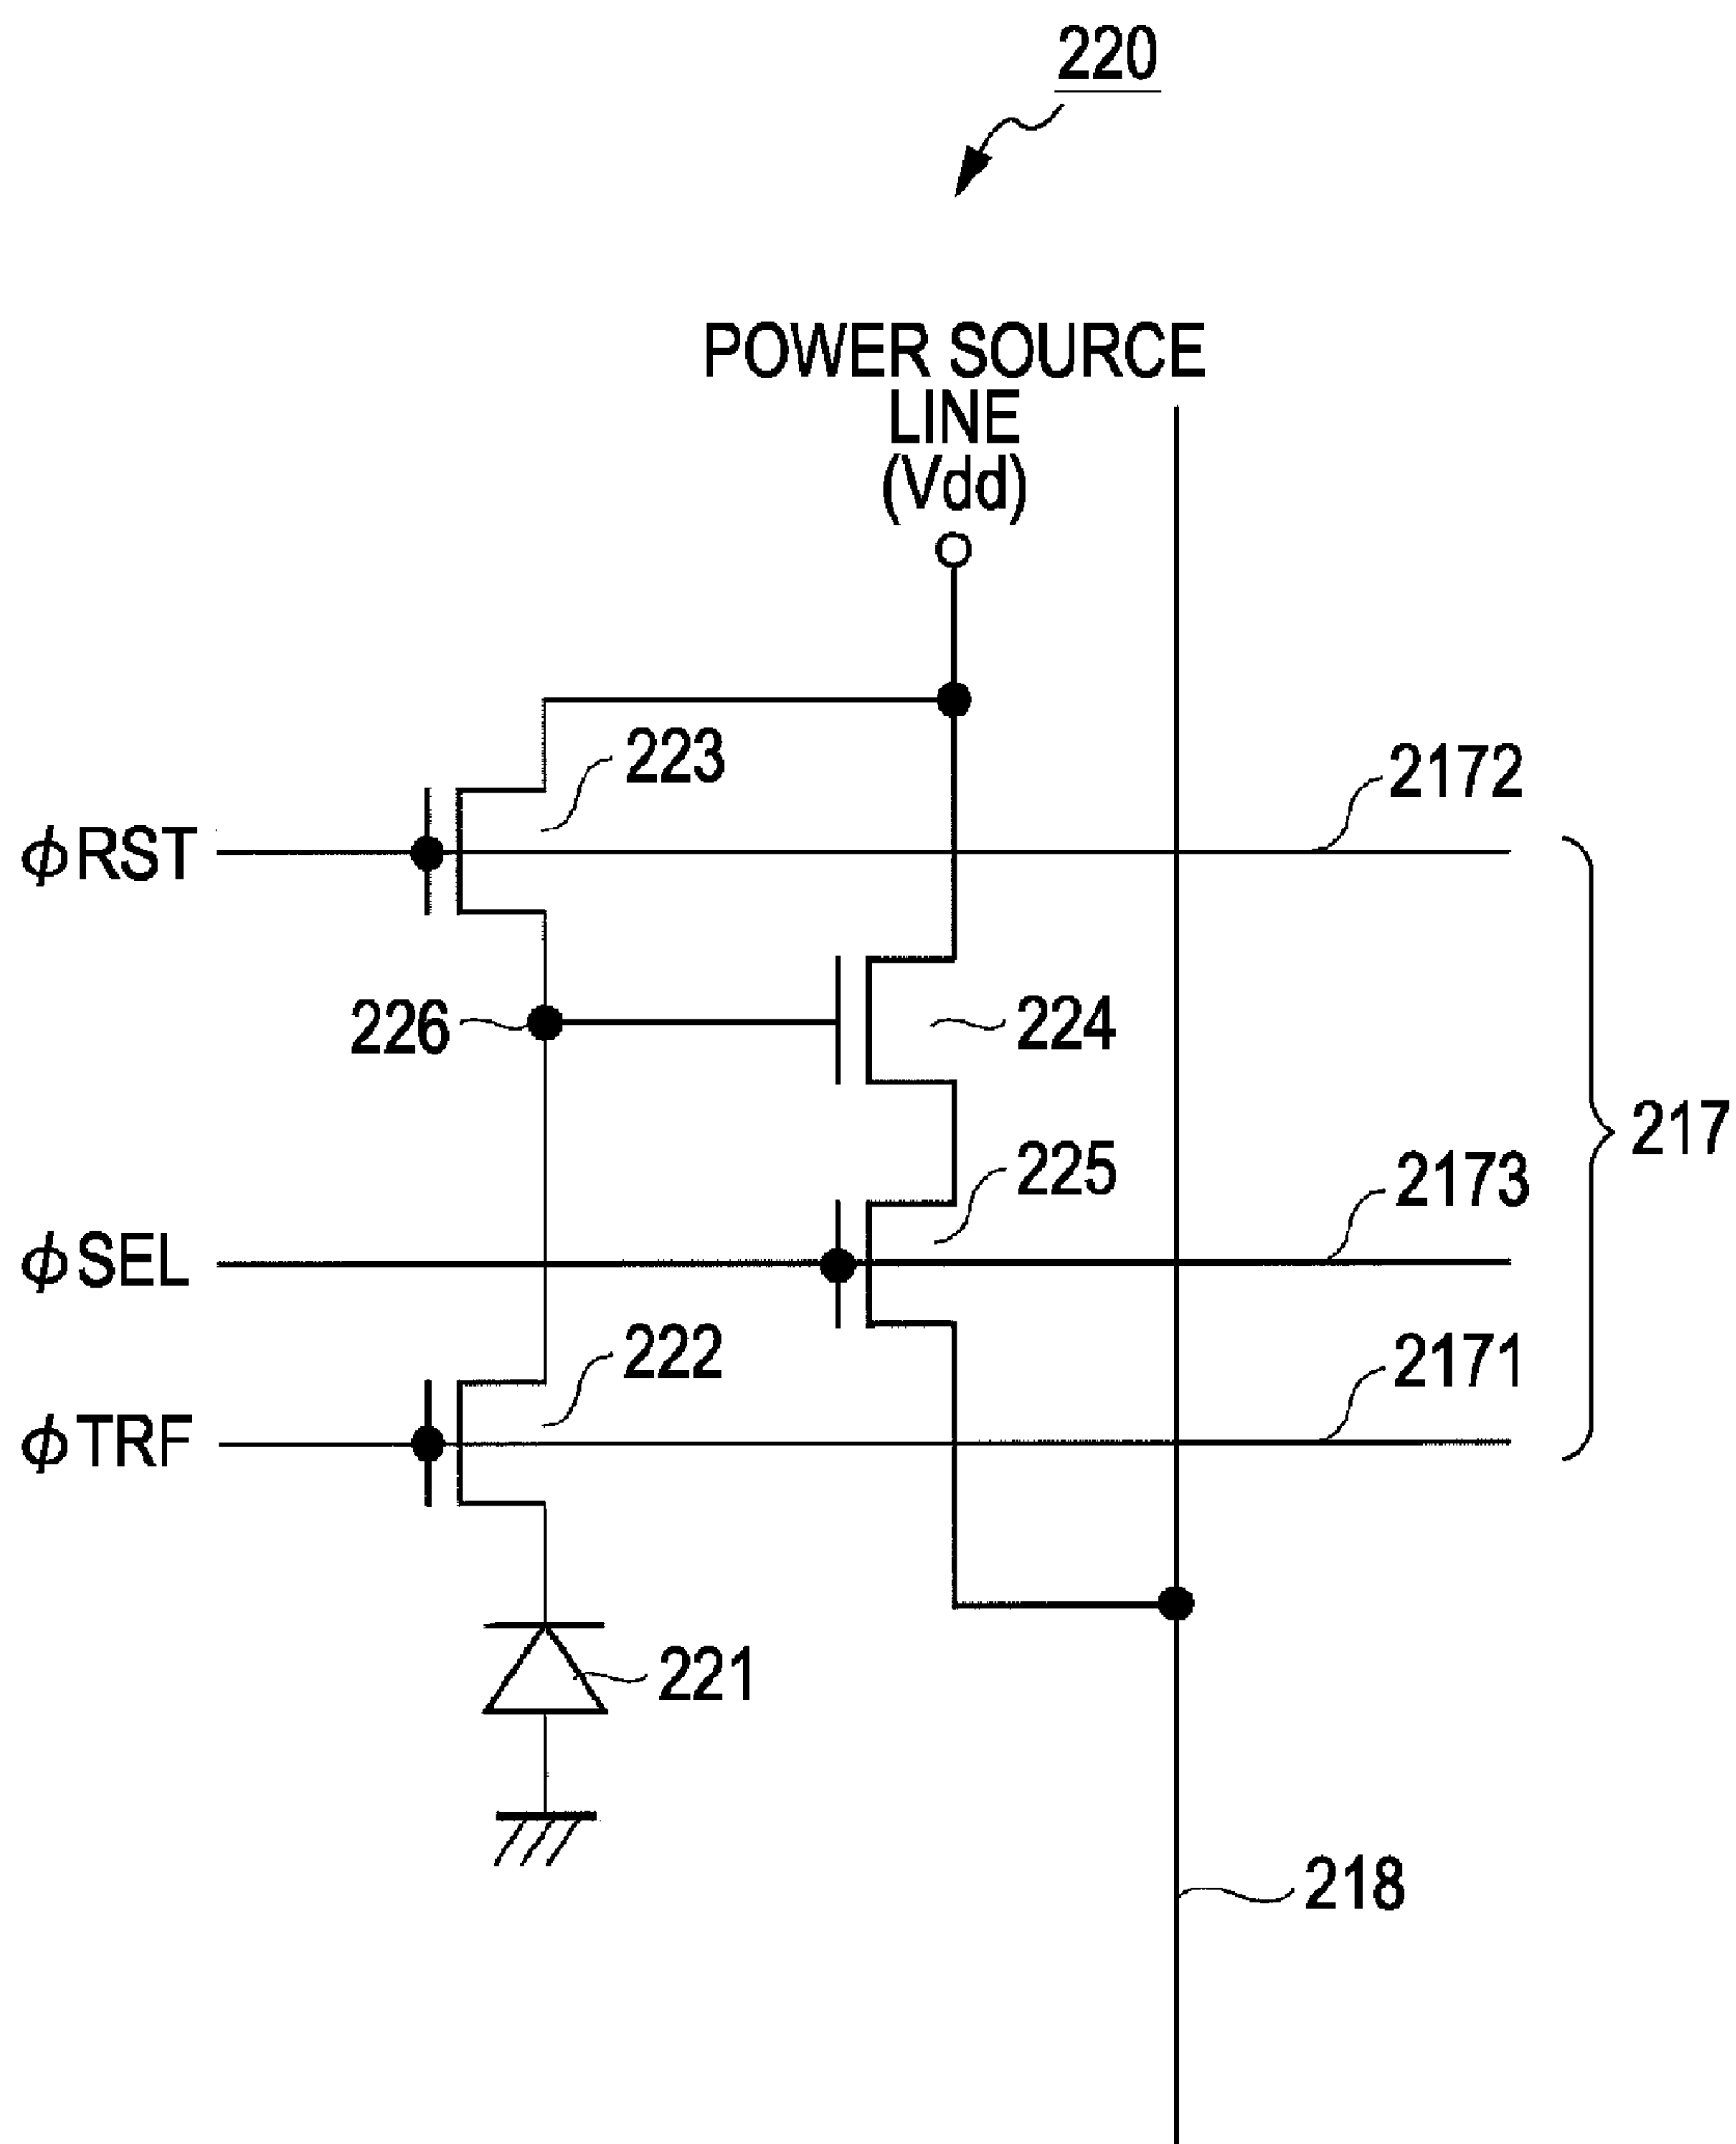 220
POWER SOURCE
LINE
(Vdd)
223
2172
ϕRST
226
224
217
225
2173
ϕSEL
222
2171
ϕTRF
221
218